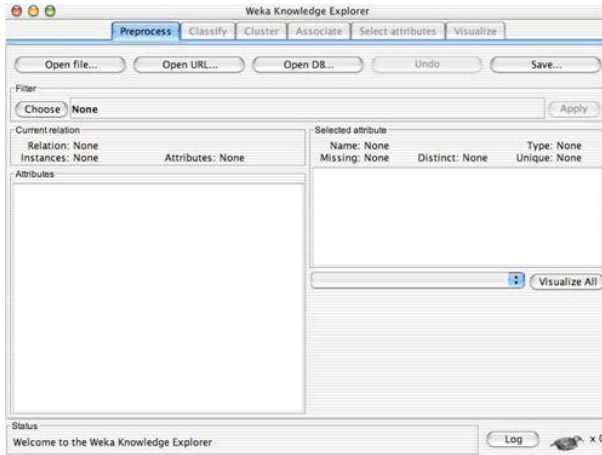 Weka Knowledge Explorer
Preprocess Classify Cluster Associate Select attributes Visualize
Open file... Open URL... Open DB... Undo Save...
Filter
Choose None Apply
Current relation
Relation: None
Instances: None Attributes: None
Selected attribute
Name: None Type: None
Missing: None Distinct: None Unique: None
Attributes
Visualize All
Status
Welcome to the Weka Knowledge Explorer
Log x 0